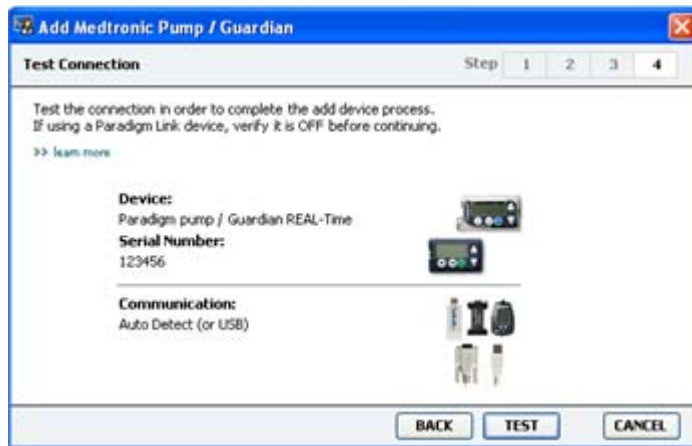 Add Medtronic Pump / Guardian
Test Connection Step 1 2 3 4
Test the connection in order to complete the add device process.
If using a Paradigm Link device, verify it is OFF before continuing.
>> learn more
Device:
Paradigm pump / Guardian REAL-Time
Serial Number:
123456
Communication:
Auto Detect (or USB)
BACK TEST CANCEL